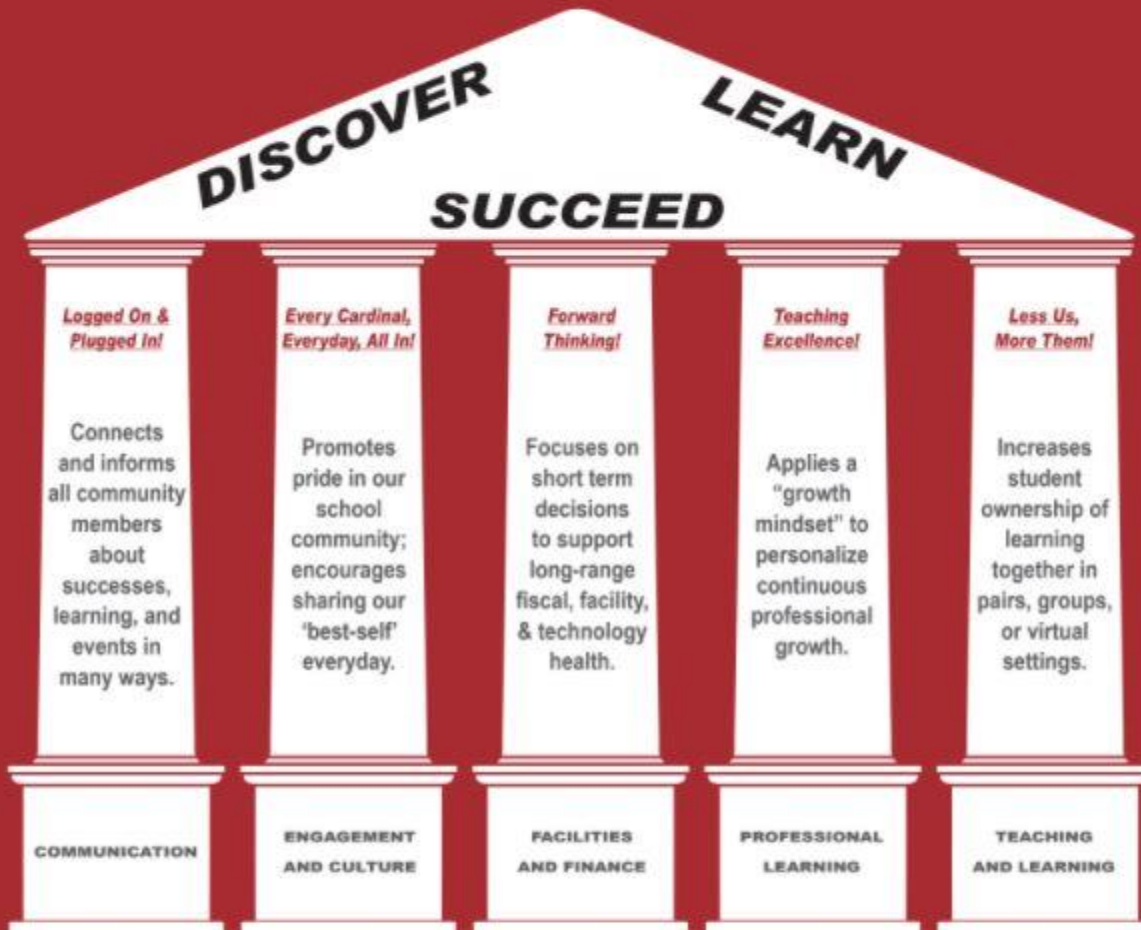 DISCOVER
LEARN
SUCCEED
Logged On &
Plugged In!
Connects
and informs
all community
members
about
successes,
learning, and
events in
many ways.
COMMUNICATION
Every Cardinal,
Everyday, All In!
Promotes
pride in our
school
community;
encourages
sharing our
‘best-self’
everyday.
ENGAGEMENT
AND CULTURE
Forward
Thinking!
Focuses on
short term
decisions
to support
long-range
fiscal, facility,
& technology
health.
FACILITIES
AND FINANCE
Teaching
Excellence!
Applies a
“growth
mindset” to
personalize
continuous
professional
growth.
PROFESSIONAL
LEARNING
Less Us,
More Them!
Increases
student
ownership of
learning
together in
pairs, groups,
or virtual
settings.
TEACHING
AND LEARNING